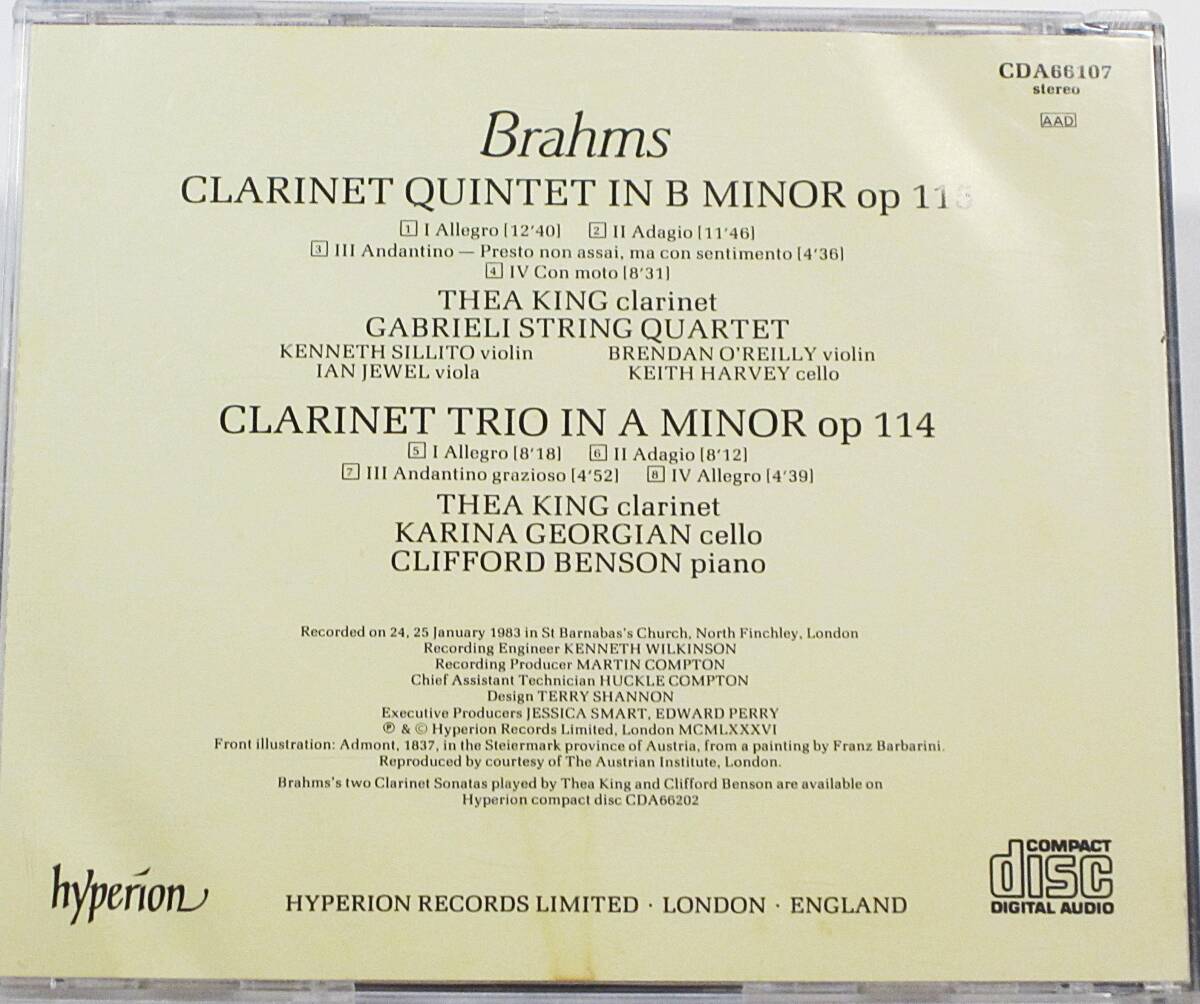 CDA66107
stereo
AAD
Brahms
CLARINET QUINTET IN B MINOR op 115
1 I Allegro [12'40] 2 II Adagio [11'46]
3 III Andantino — Presto non assai, ma con sentimento [4'36]
4 IV Con moto [8'31]
THEA KING clarinet
GABRIELI STRING QUARTET
KENNETH SILLITO violin BRENDAN O'REILLY violin
IAN JEWEL viola KEITH HARVEY cello
CLARINET TRIO IN A MINOR op 114
5 I Allegro [8'18] 6 II Adagio [8'12]
7 III Andantino grazioso [4'52] 8 IV Allegro [4'39]
THEA KING clarinet
KARINA GEORGIAN cello
CLIFFORD BENSON piano
Recorded on 24, 25 January 1983 in St Barnabas's Church, North Finchley, London
Recording Engineer KENNETH WILKINSON
Recording Producer MARTIN COMPTON
Chief Assistant Technician HUCKLE COMPTON
Design TERRY SHANNON
Executive Producers JESSICA SMART, EDWARD PERRY
℗ & © Hyperion Records Limited, London MCMLXXXVI
Front illustration: Admont, 1837, in the Steiermark province of Austria, from a painting by Franz Barbarini.
Reproduced by courtesy of The Austrian Institute, London.
Brahms's two Clarinet Sonatas played by Thea King and Clifford Benson are available on
Hyperion compact disc CDA66202
hyperion
HYPERION RECORDS LIMITED · LONDON · ENGLAND
COMPACT
disc
DIGITAL AUDIO